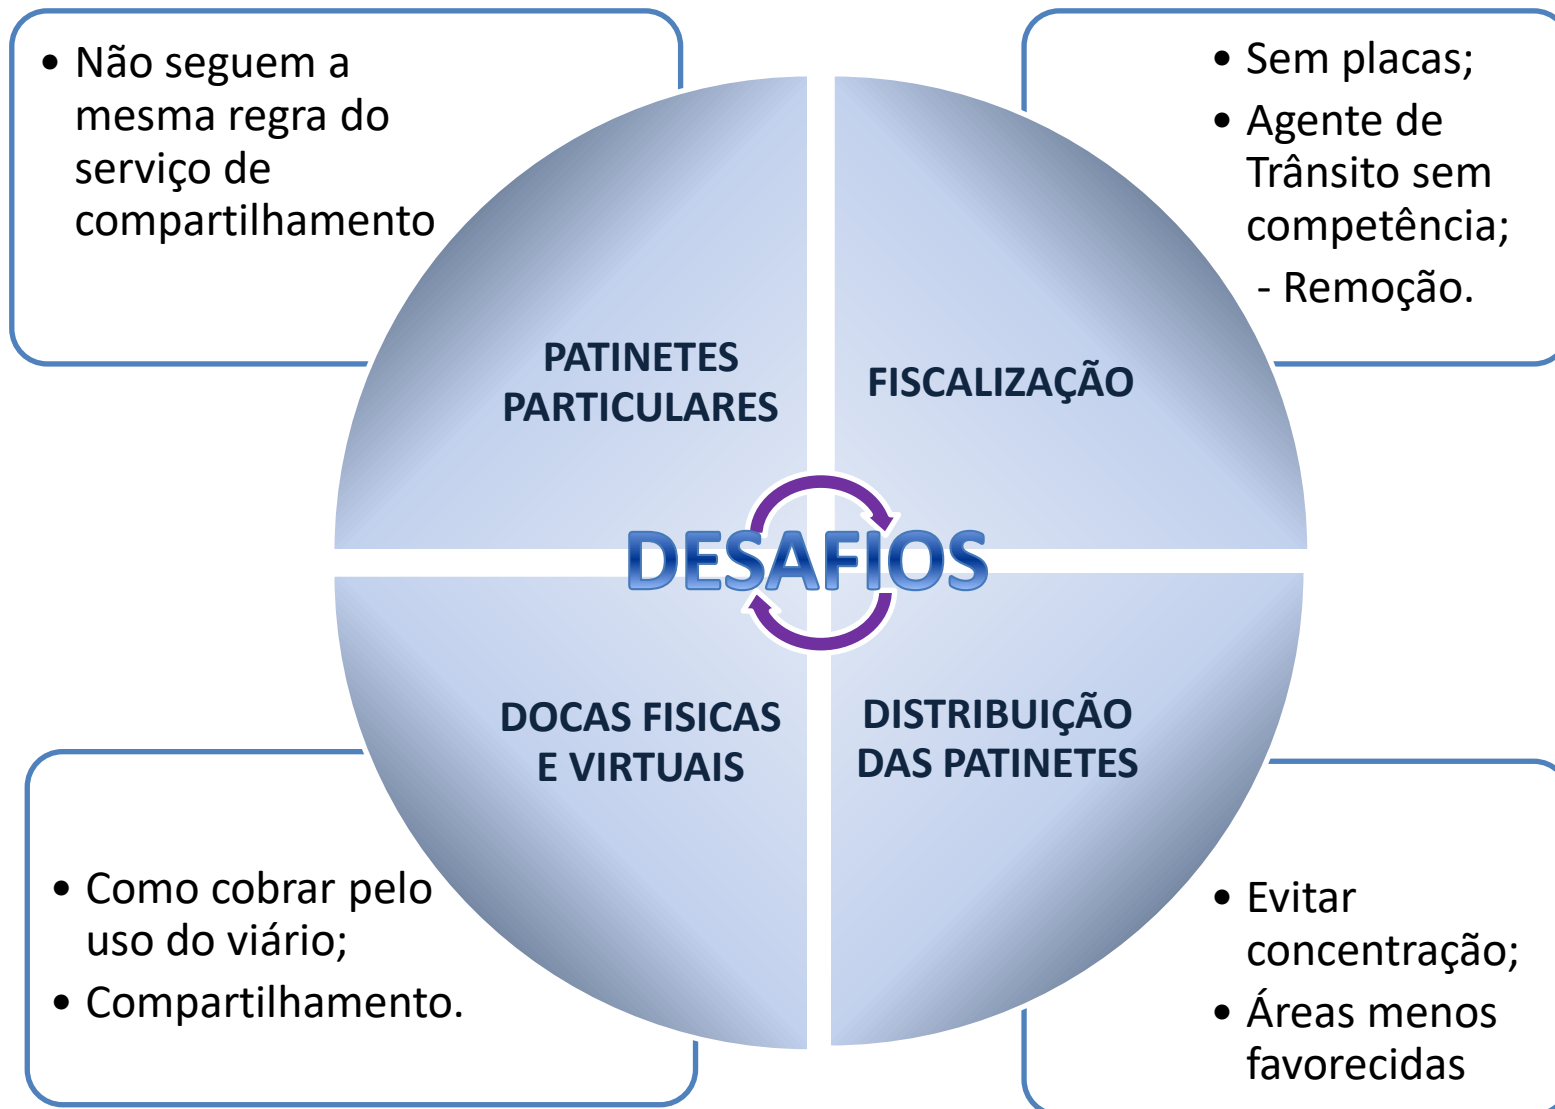 • Não seguem a
mesma regra do
serviço de
compartilhamento
• Sem placas;
• Agente de
Trânsito sem
competência;
- Remoção.
PATINETES
PARTICULARES
FISCALIZAÇÃO
DESAFIOS
DOCAS FISICAS
E VIRTUAIS
DISTRIBUIÇÃO
DAS PATINETES
• Como cobrar pelo
uso do viário;
• Compartilhamento.
• Evitar
concentração;
• Áreas menos
favorecidas